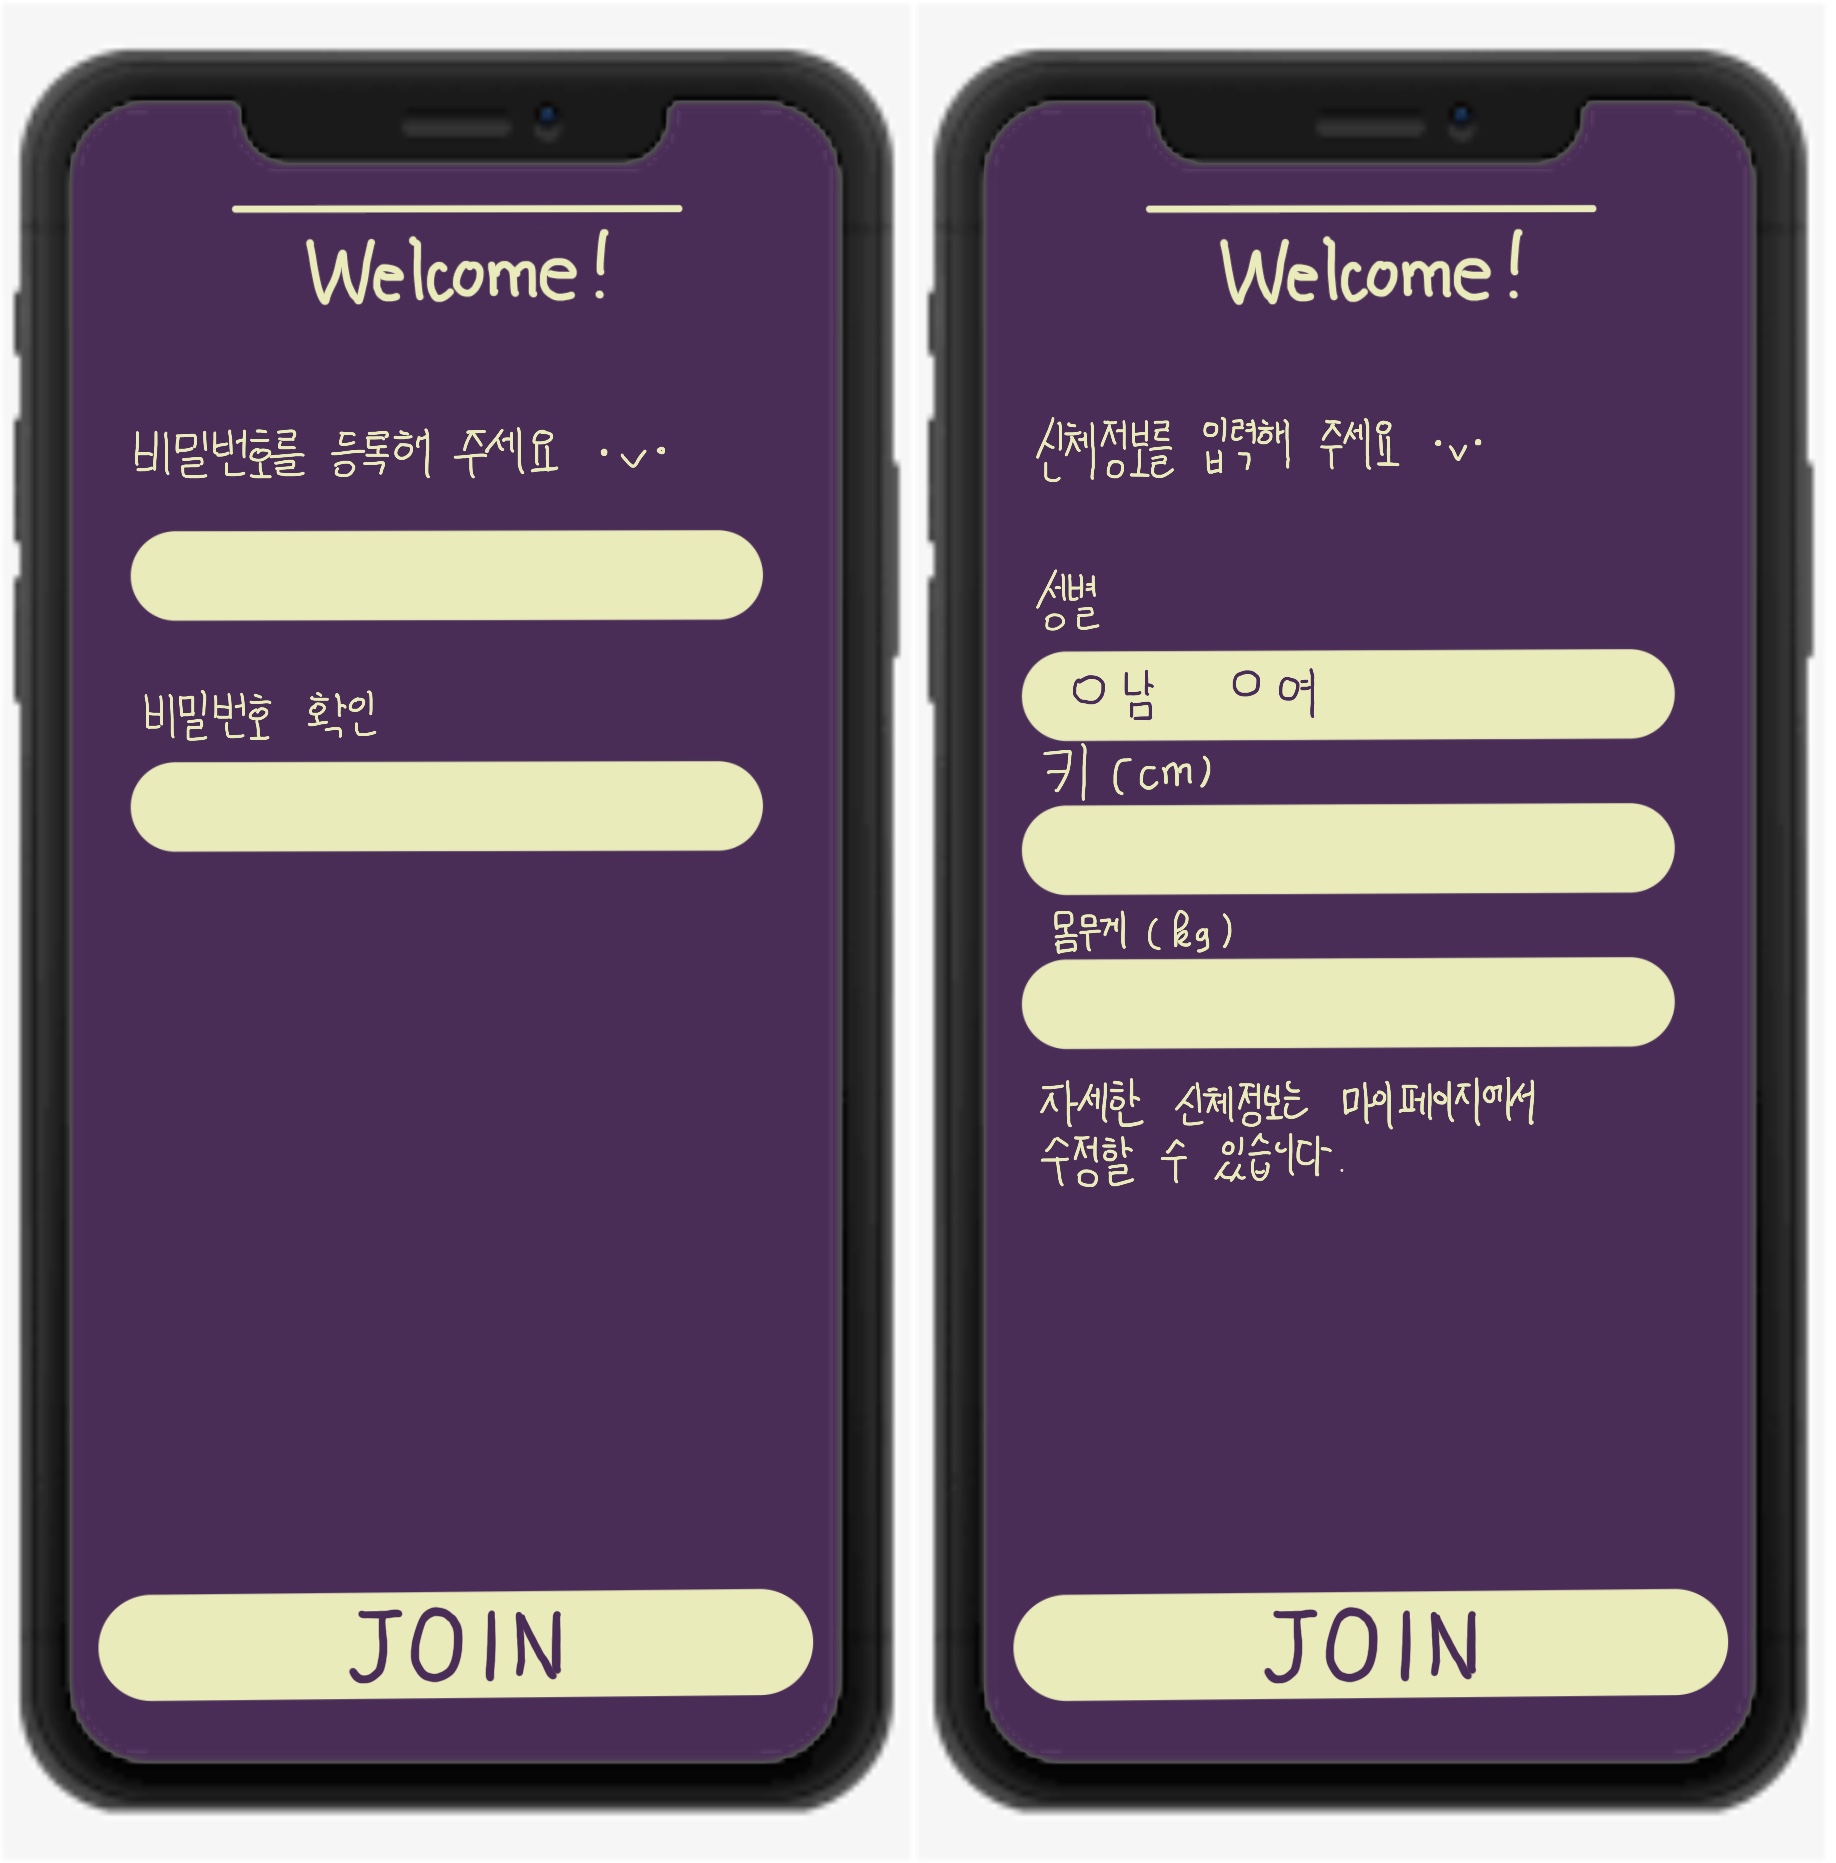 Welcome!
비밀번호를 등록해 주세요 ·v·
비밀번호 확인
JOIN
Welcome!
신체정보를 입력해 주세요 ·v·
성별
○ 남 ○ 여
키 (cm)
몸무게 (kg)
자세한 신체정보는 마이페이지에서
수정할 수 있습니다.
JOIN